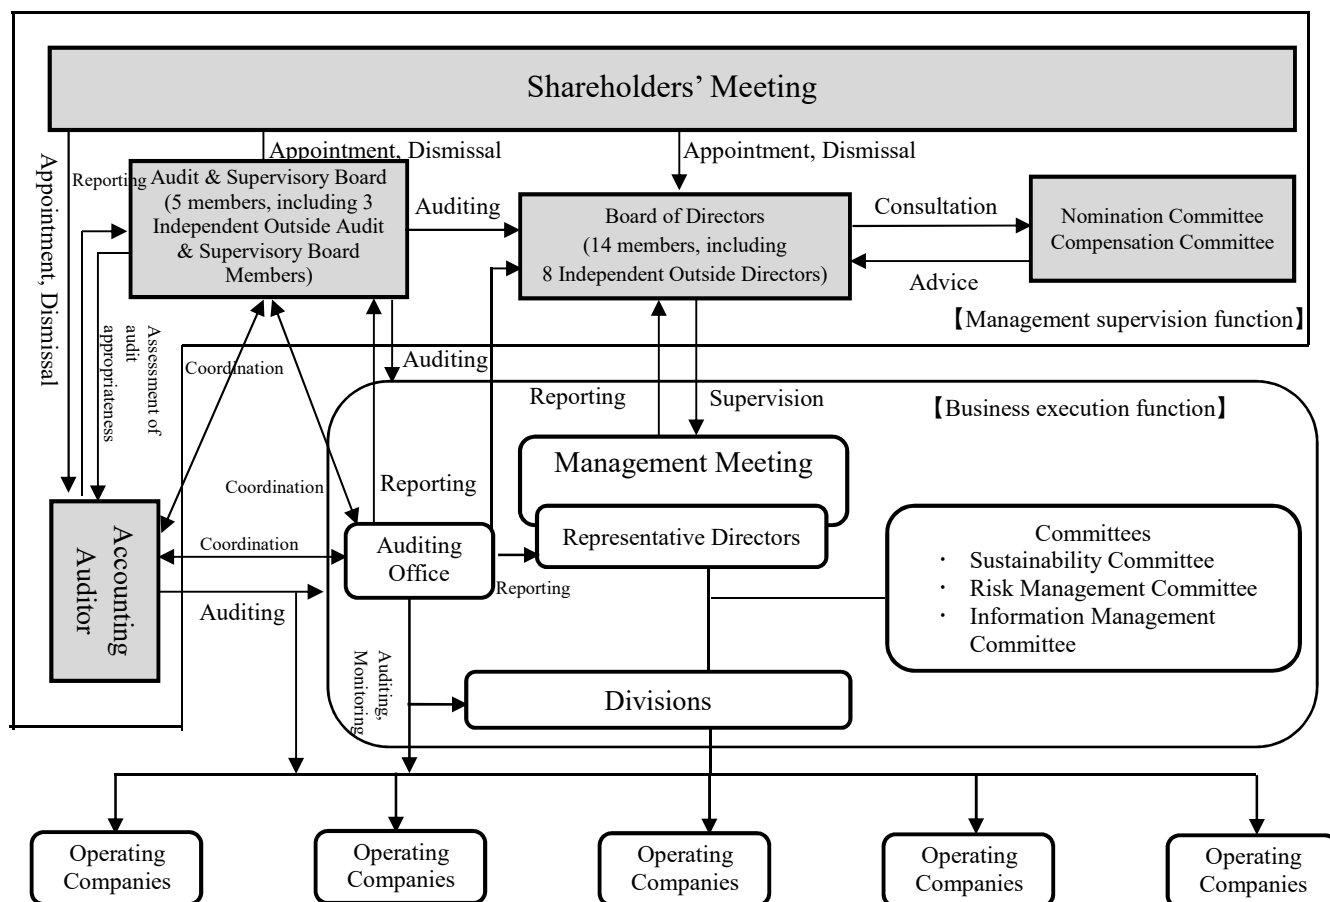 Shareholders’ Meeting
Appointment, Dismissal
Appointment, Dismissal
Appointment, Dismissal
Reporting
Audit & Supervisory Board
(5 members, including 3
Independent Outside Audit
& Supervisory Board
Members)
Auditing
Board of Directors
(14 members, including
8 Independent Outside Directors)
Consultation
Advice
Nomination Committee
Compensation Committee
【Management supervision function】
Assessment of
audit
appropriateness
Coordination
Auditing
Reporting
Supervision
【Business execution function】
Management Meeting
Representative Directors
Coordination
Reporting
Coordination
Auditing
Office
Reporting
Accounting
Auditor
Auditing
Committees
・ Sustainability Committee
・ Risk Management Committee
・ Information Management
Committee
Auditing,
Monitoring
Divisions
Operating
Companies
Operating
Companies
Operating
Companies
Operating
Companies
Operating
Companies